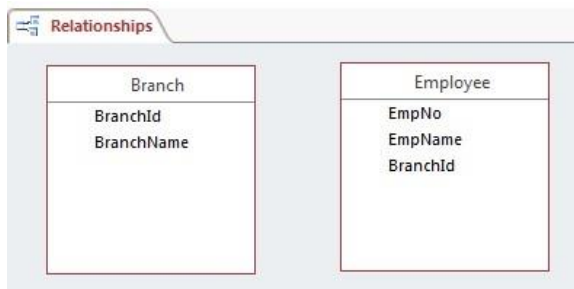 Relationships
Branch
BranchId
BranchName
Employee
EmpNo
EmpName
BranchId